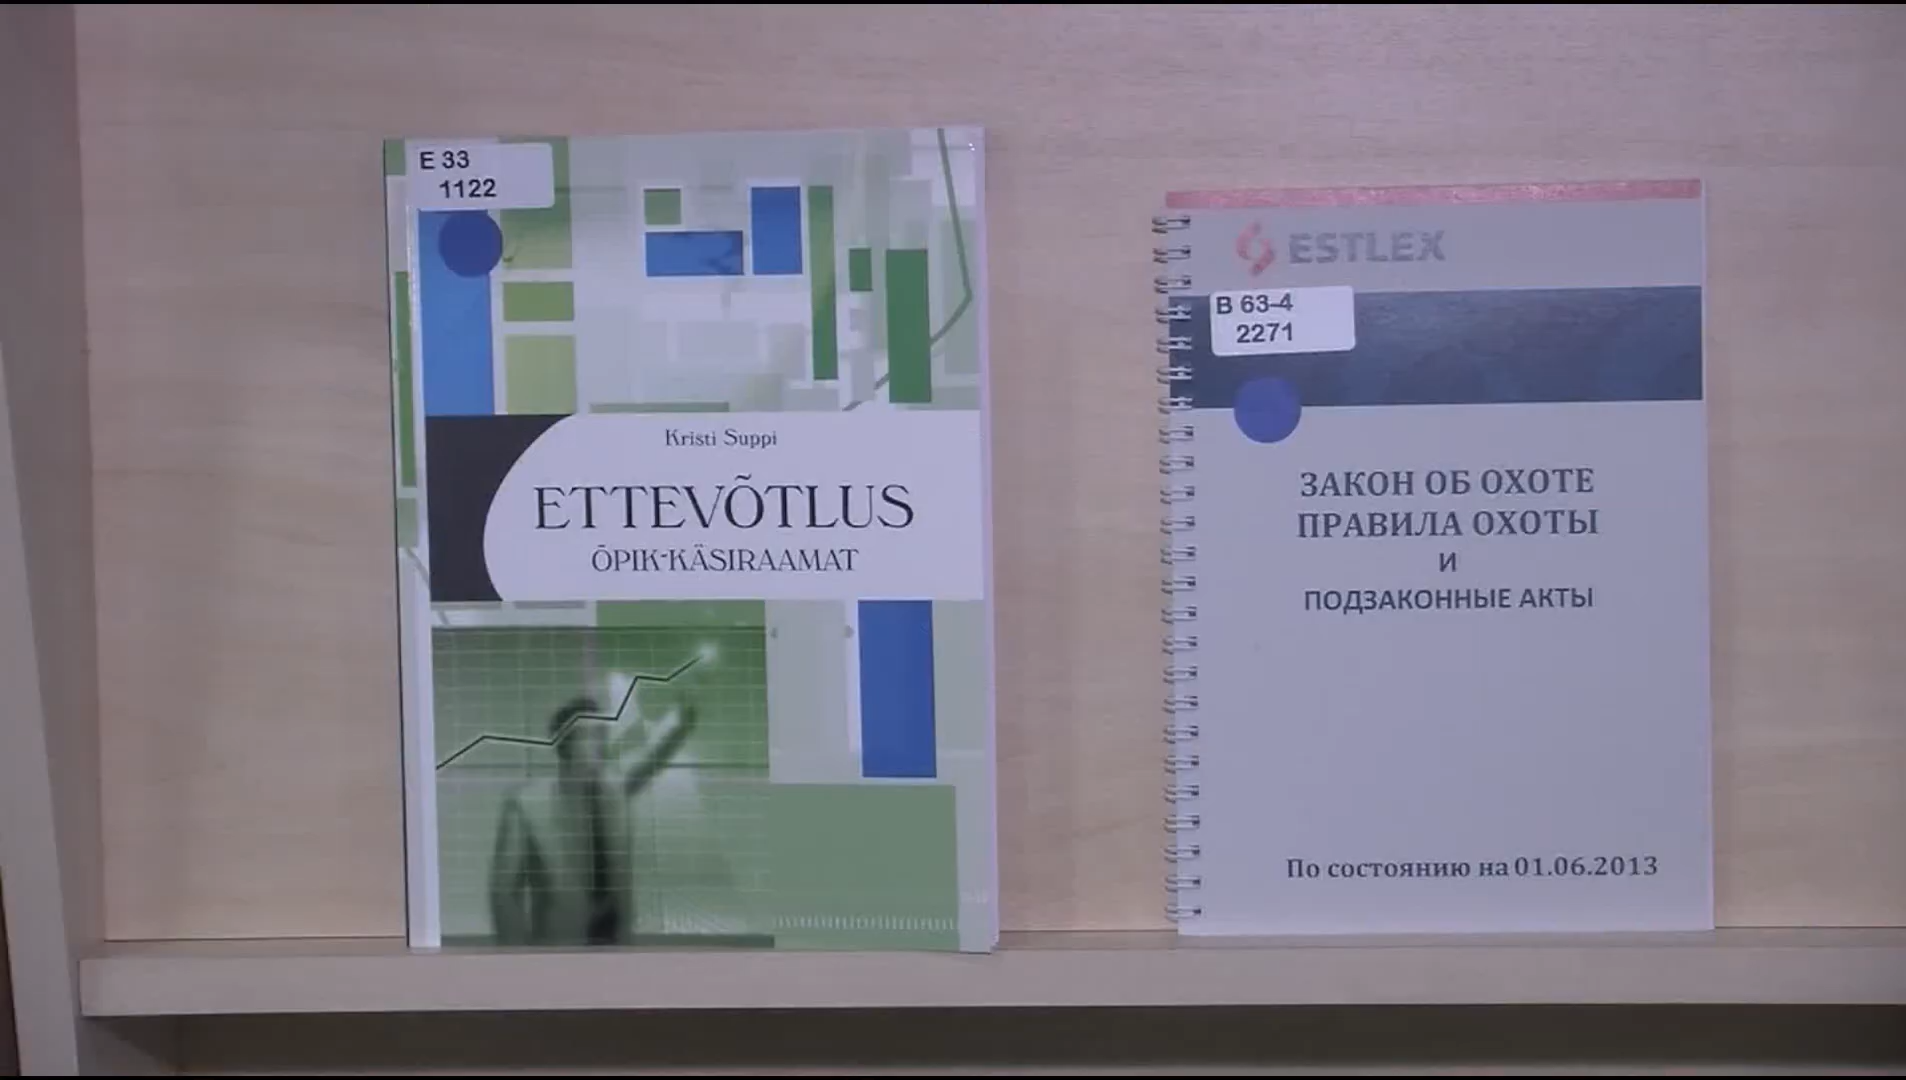 E 33
1122
Kristi Suppi
ETTEVÕTLUS
ÕPIK-KÄSIRAAMAT
ESTLEX
В 63-4
2271
ЗАКОН ОБ ОХОТЕ
ПРАВИЛА ОХОТЫ
И
ПОДЗАКОННЫЕ АКТЫ
По состоянию на 01.06.2013